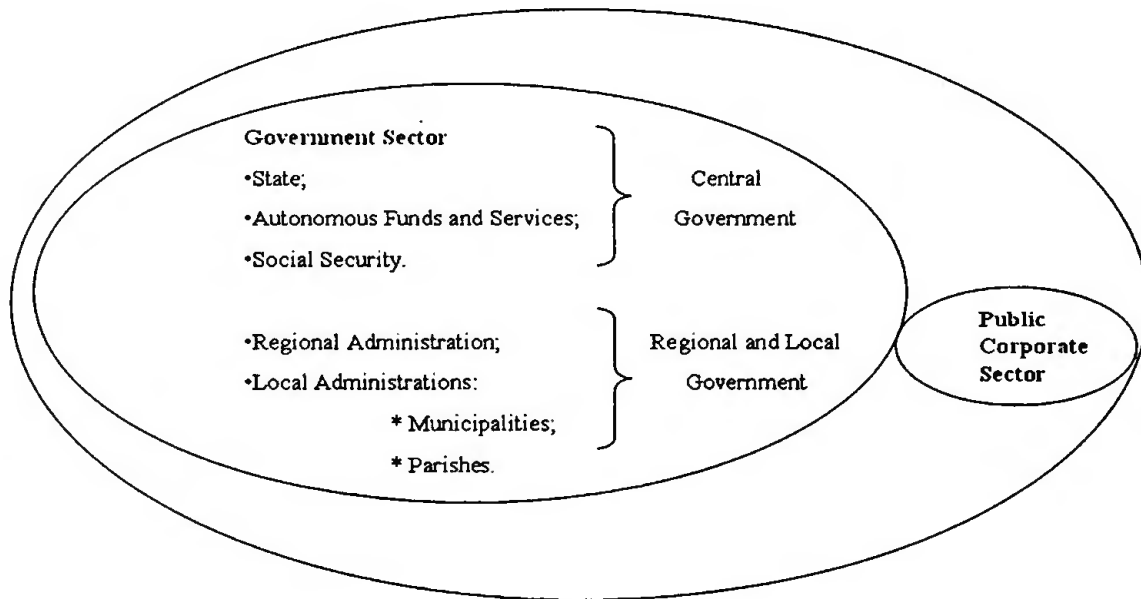 Government Sector
•State;
•Autonomous Funds and Services;
•Social Security.
Central
Government
•Regional Administration;
•Local Administrations:
* Municipalities;
* Parishes.
Regional and Local
Government
Public
Corporate
Sector